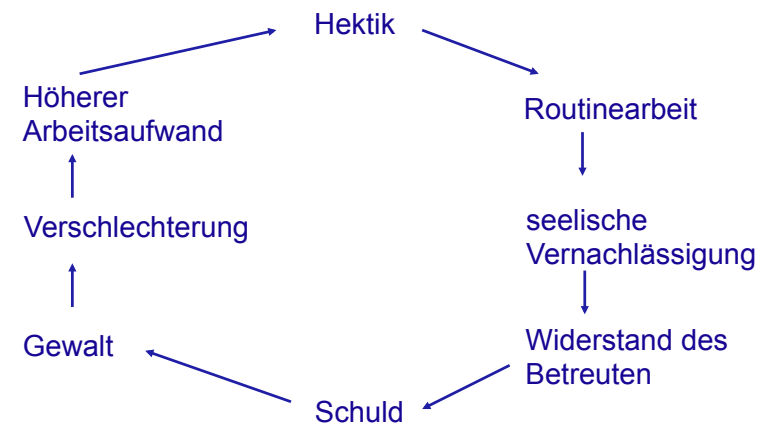 Hektik
Höherer
Arbeitsaufwand
Routinearbeit
Verschlechterung
seelische
Vernachlässigung
Gewalt
Widerstand des
Betreuten
Schuld